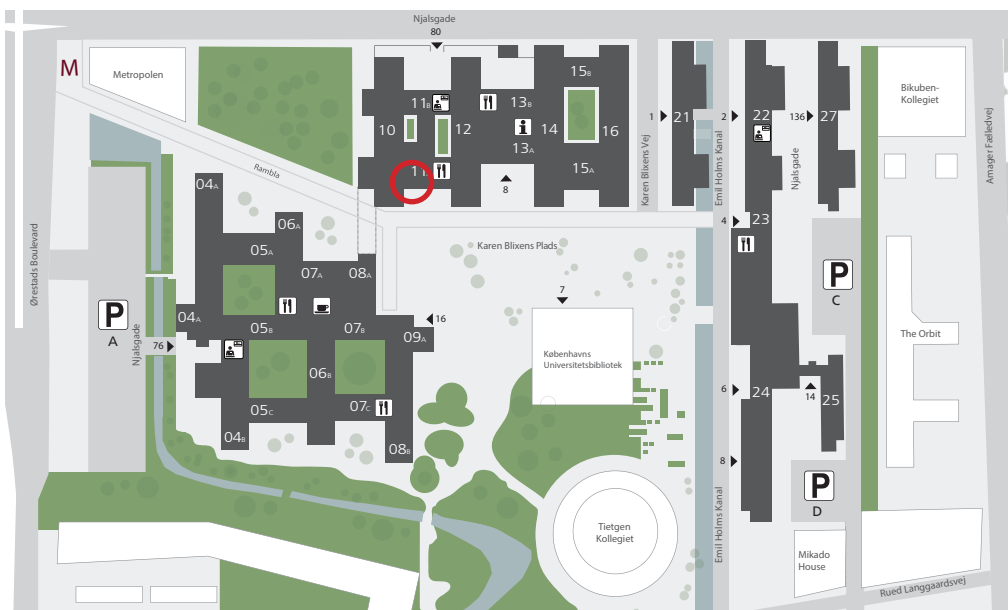 Njalsgade
80
M
Metropolen
15B
11B
13B
10
12
14
16
13A
11
15A
8
Rambla
04A
06A
05A
07A
08A
04A
05B
07B
09A
16
06B
05C
07C
04B
08B
Ørestads Boulevard
P
A
Njalsgade
76
Karen Blixens Plads
7
Københavns
Universitetsbibliotek
Tietgen
Kollegiet
Karen Blixens Vej
1
21
Emil Holms Kanal
2
22
136
27
Njalsgade
4
23
6
24
14
25
8
Emil Holms Kanal
P
C
P
D
Mikado
House
Bikuben-
Kollegiet
The Orbit
Amager Fælledvej
Rued Langgaardsvej